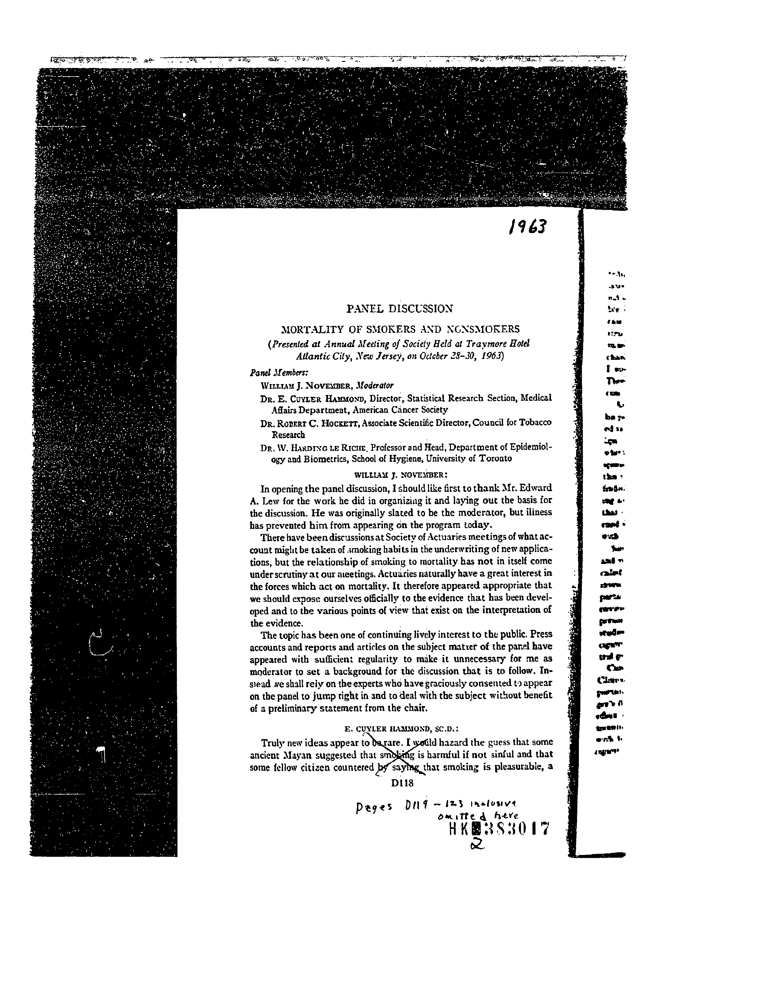 1963
PANEL DISCUSSION
MORTALITY OF SMOKERS AND NONSMOKERS
(Presented at Annual Meeting of Society Held at Traymore Hotel
Atlantic City, New Jersey, on October 28–30, 1963)
Panel Members:
WILLIAM J. NOVEMBER, Moderator
DR. E. CUYLER HAMMOND, Director, Statistical Research Section, Medical
Affairs Department, American Cancer Society
DR. ROBERT C. HOCKETT, Associate Scientific Director, Council for Tobacco
Research
DR. W. HARDING LE RICHE, Professor and Head, Department of Epidemiol-
ogy and Biometrics, School of Hygiene, University of Toronto
WILLIAM J. NOVEMBER:
In opening the panel discussion, I should like first to thank Mr. Edward
A. Lew for the work he did in organizing it and laying out the basis for
the discussion. He was originally slated to be the moderator, but illness
has prevented him from appearing on the program today.
There have been discussions at Society of Actuaries meetings of what ac-
count might be taken of smoking habits in the underwriting of new applica-
tions, but the relationship of smoking to mortality has not in itself come
under scrutiny at our meetings. Actuaries naturally have a great interest in
the forces which act on mortality. It therefore appeared appropriate that
we should expose ourselves officially to the evidence that has been devel-
oped and to the various points of view that exist on the interpretation of
the evidence.
The topic has been one of continuing lively interest to the public. Press
accounts and reports and articles on the subject matter of the panel have
appeared with sufficient regularity to make it unnecessary for me as
moderator to set a background for the discussion that is to follow. In-
stead we shall rely on the experts who have graciously consented to appear
on the panel to jump right in and to deal with the subject without benefit
of a preliminary statement from the chair.
E. CUYLER HAMMOND, SC.D.:
Truly new ideas appear to be rare. I would hazard the guess that some
ancient Mayan suggested that smoking is harmful if not sinful and that
some fellow citizen countered by saying that smoking is pleasurable, a
D118
Pages D119 – 123 inclusive
omitted here
HK 383017
2